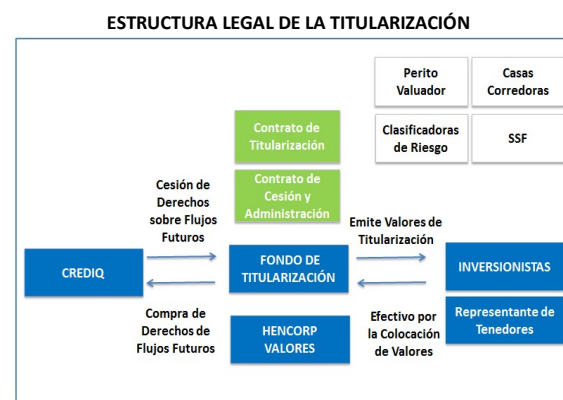 ESTRUCTURA LEGAL DE LA TITULARIZACIÓN
Perito
Valuador
Casas
Corredoras
Clasificadoras
de Riesgo
SSF
Contrato de
Titularización
Contrato de
Cesión y
Administración
Cesión de
Derechos
sobre Flujos
Futuros
Emite Valores de
Titularización
CREDIQ
FONDO DE
TITULARIZACIÓN
INVERSIONISTAS
Compra de
Derechos de
Flujos Futuros
HENCORP
VALORES
Efectivo por
la Colocación
de Valores
Representante de
Tenedores